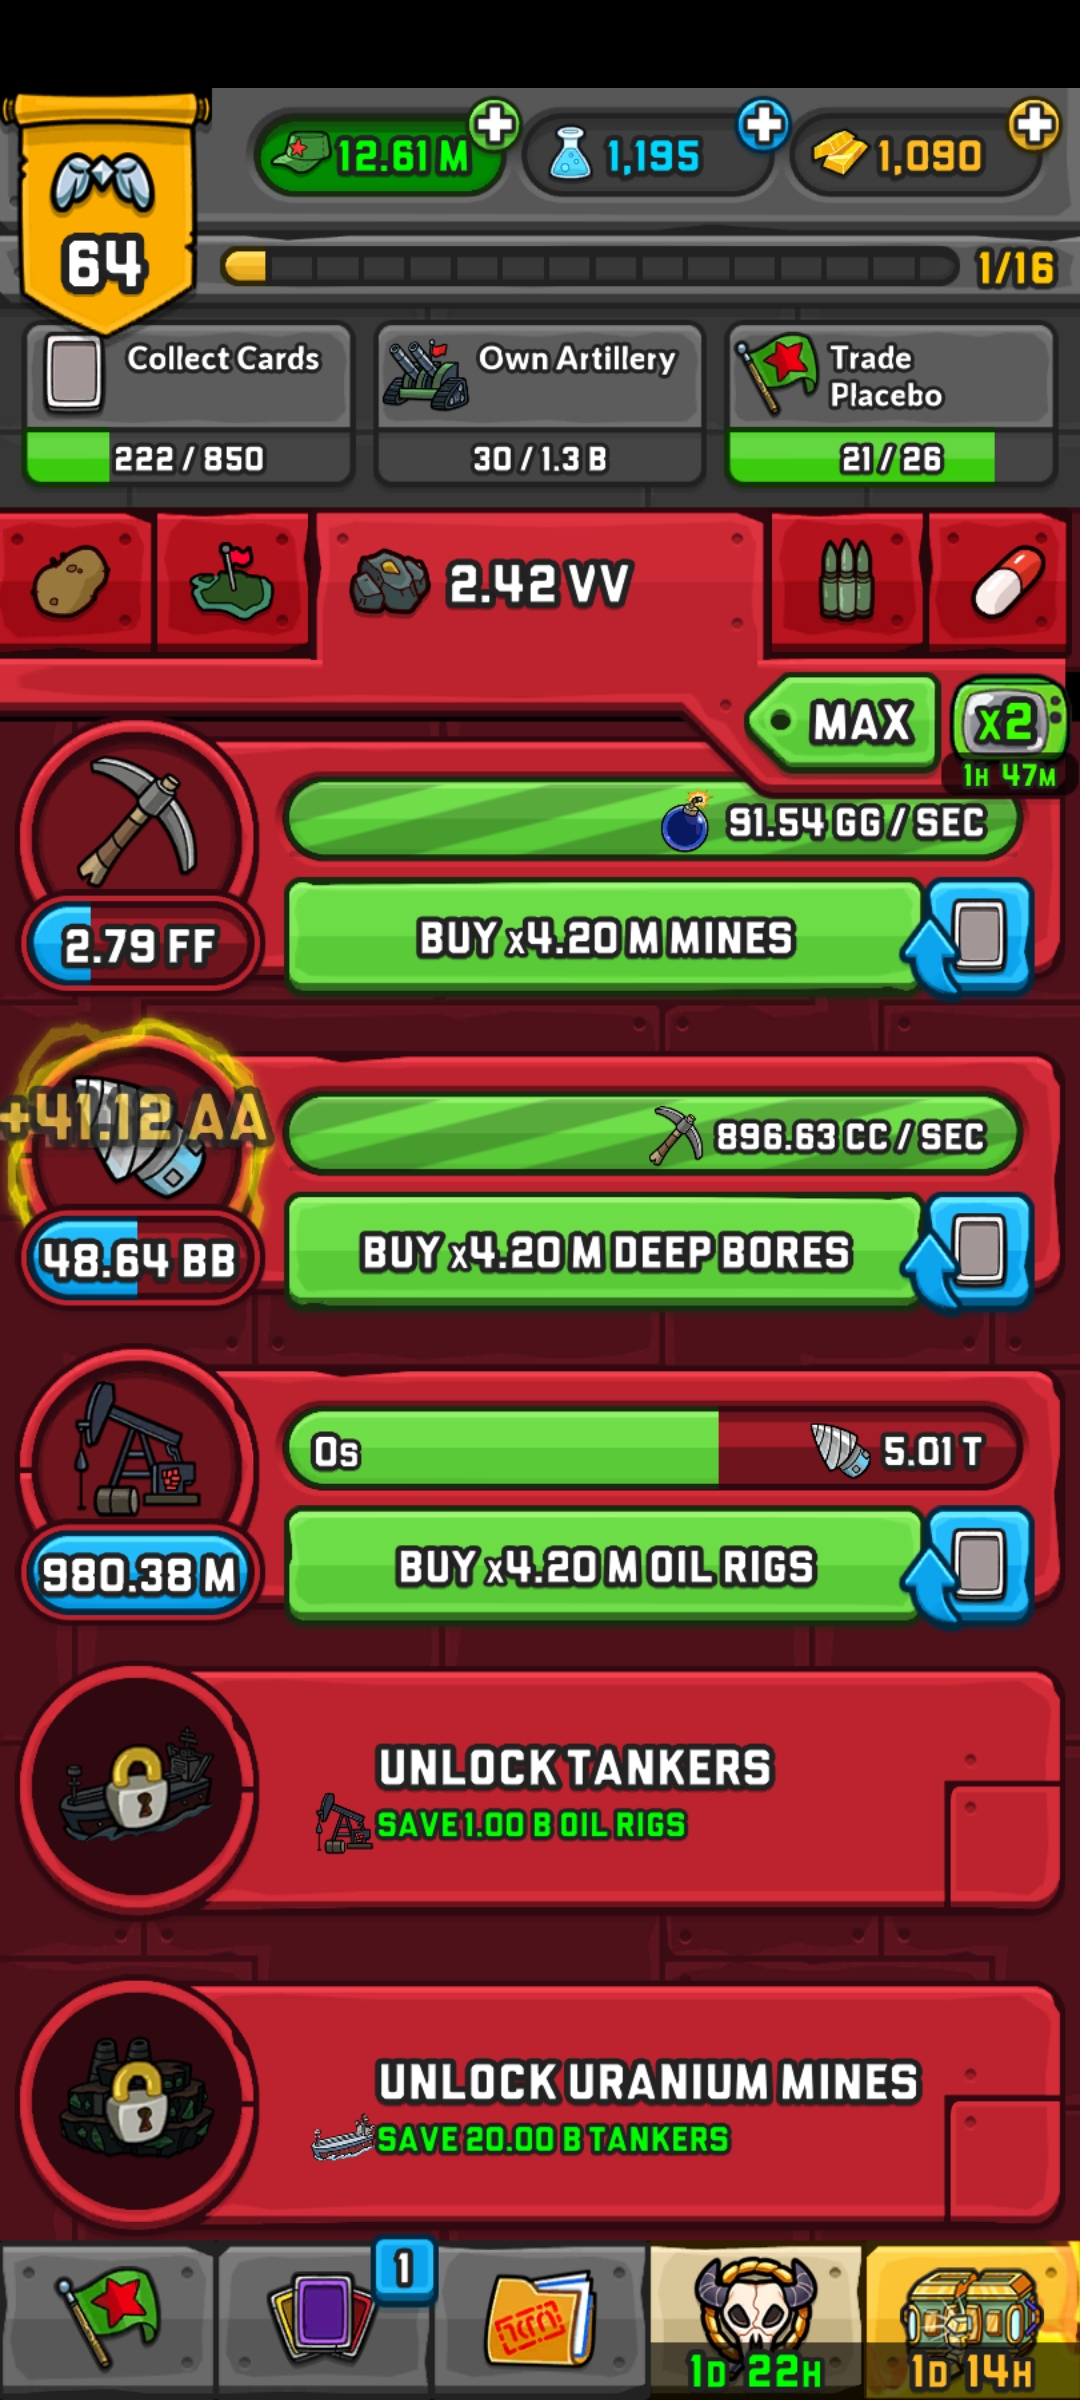 12.61 M
1,195
1,090
64
1/16
Collect Cards
222 / 850
Own Artillery
30 / 1.3 B
Trade
Placebo
21 / 26
2.42 VV
MAX
x2
1H 47M
91.54 GG / SEC
2.79 FF
BUY x4.20 M MINES
+41.12 AA
896.63 CC / SEC
48.64 BB
BUY x4.20 M DEEP BORES
0s
5.01 T
980.38 M
BUY x4.20 M OIL RIGS
UNLOCK TANKERS
SAVE 1.00 B OIL RIGS
UNLOCK URANIUM MINES
SAVE 20.00 B TANKERS
1
1D 22H
1D 14H